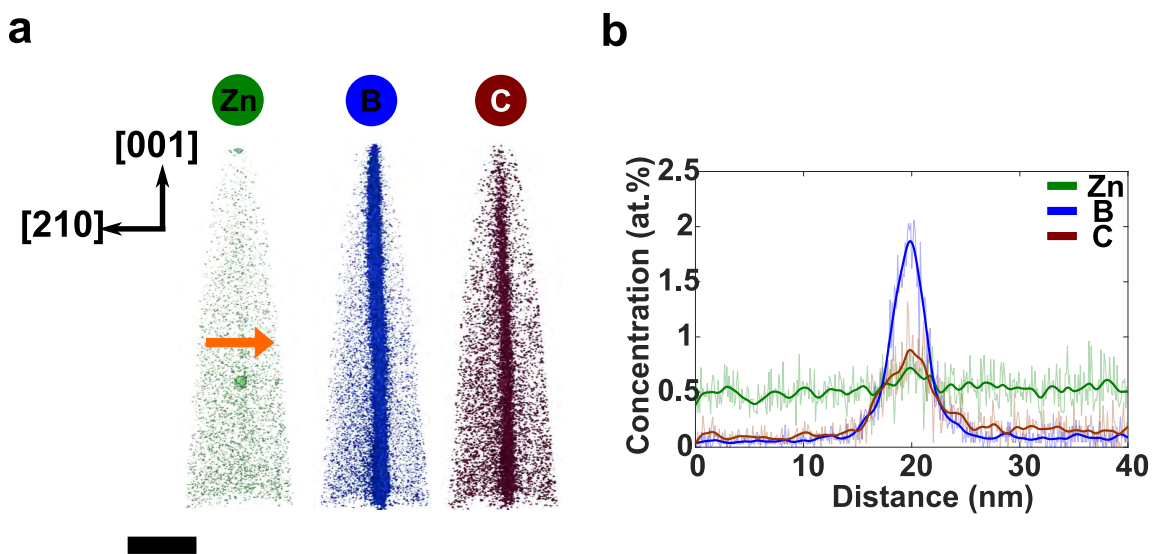 a
b
Zn
B
C
[001]
[210]
2.5
2
1.5
1
0.5
0
Concentration (at.%)
Zn
B
C
0
10
20
30
40
Distance (nm)